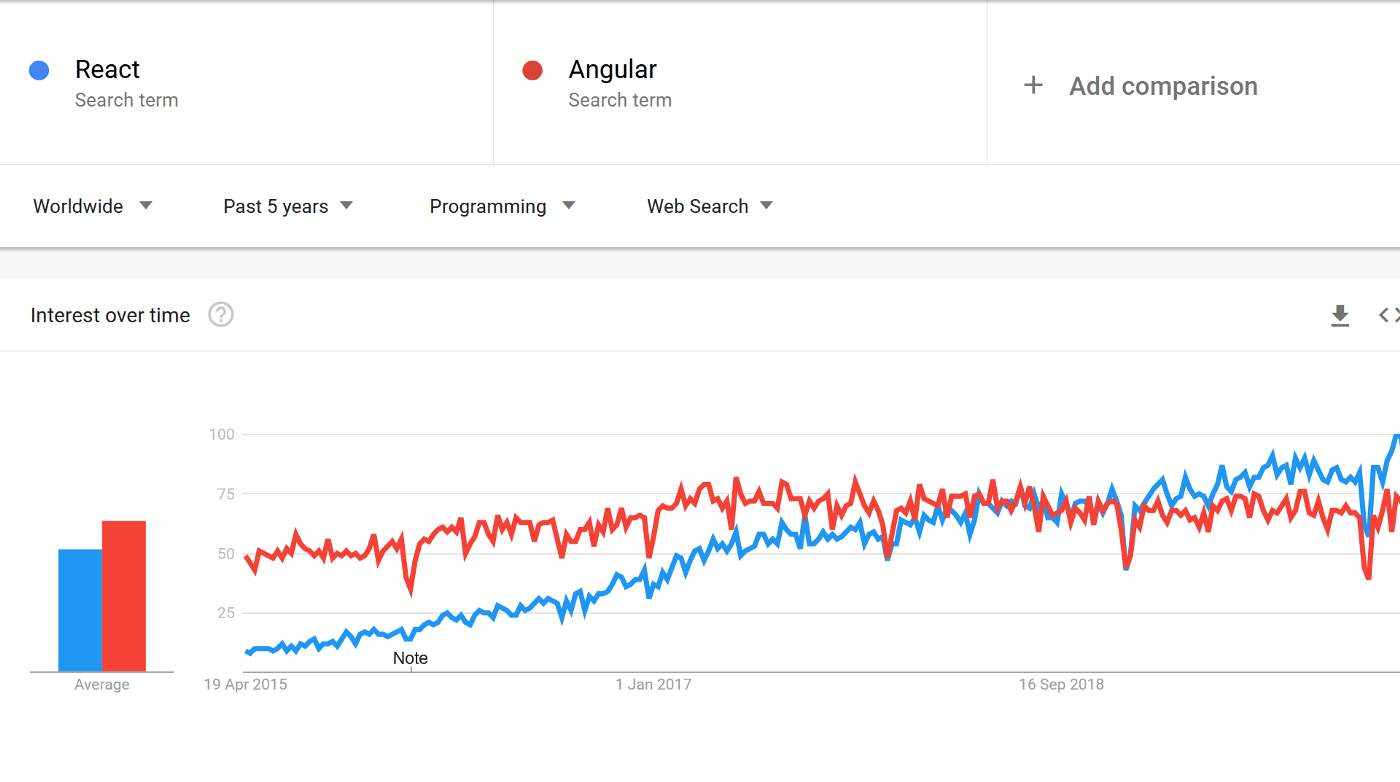 React
Search term
Angular
Search term
+ Add comparison
Worldwide
Past 5 years
Programming
Web Search
Interest over time ?
100
75
50
25
Note
Average
19 Apr 2015
1 Jan 2017
16 Sep 2018